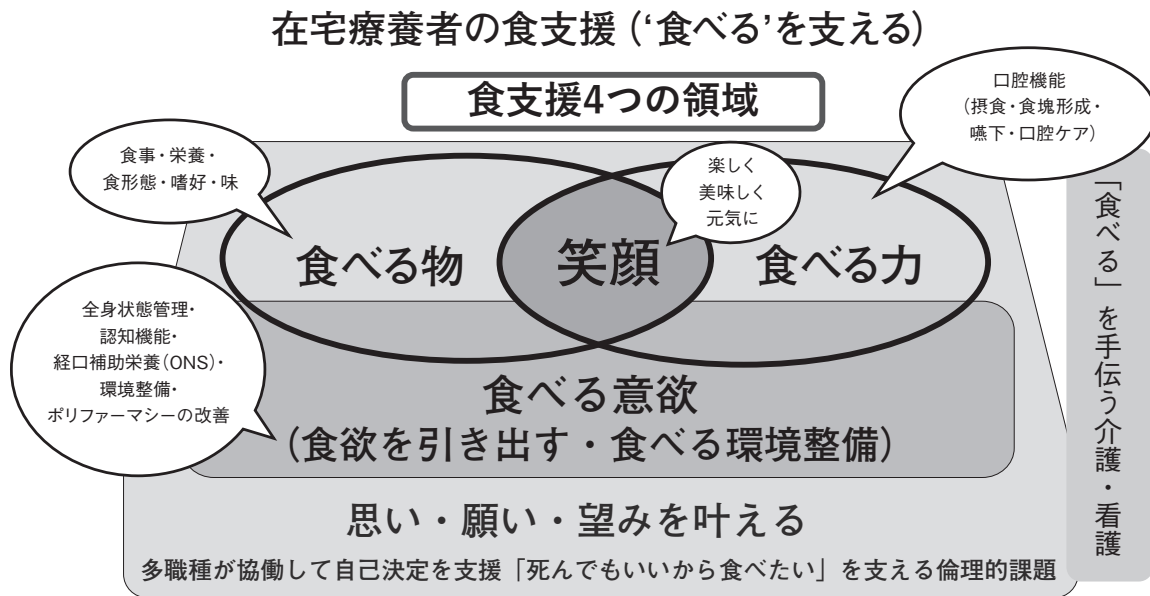 在宅療養者の食支援（‘食べる’を支える）
食支援4つの領域
口腔機能
（摂食・食塊形成・
嚥下・口腔ケア）
食事・栄養・
食形態・嗜好・味
楽しく
美味しく
元気に
食べる物
笑顔
食べる力
全身状態管理・
認知機能・
経口補助栄養（ONS）・
環境整備・
ポリファーマシーの改善
食べる意欲
（食欲を引き出す・食べる環境整備）
思い・願い・望みを叶える
多職種が協働して自己決定を支援「死んでもいいから食べたい」を支える倫理的課題
「食べる」を手伝う介護・看護